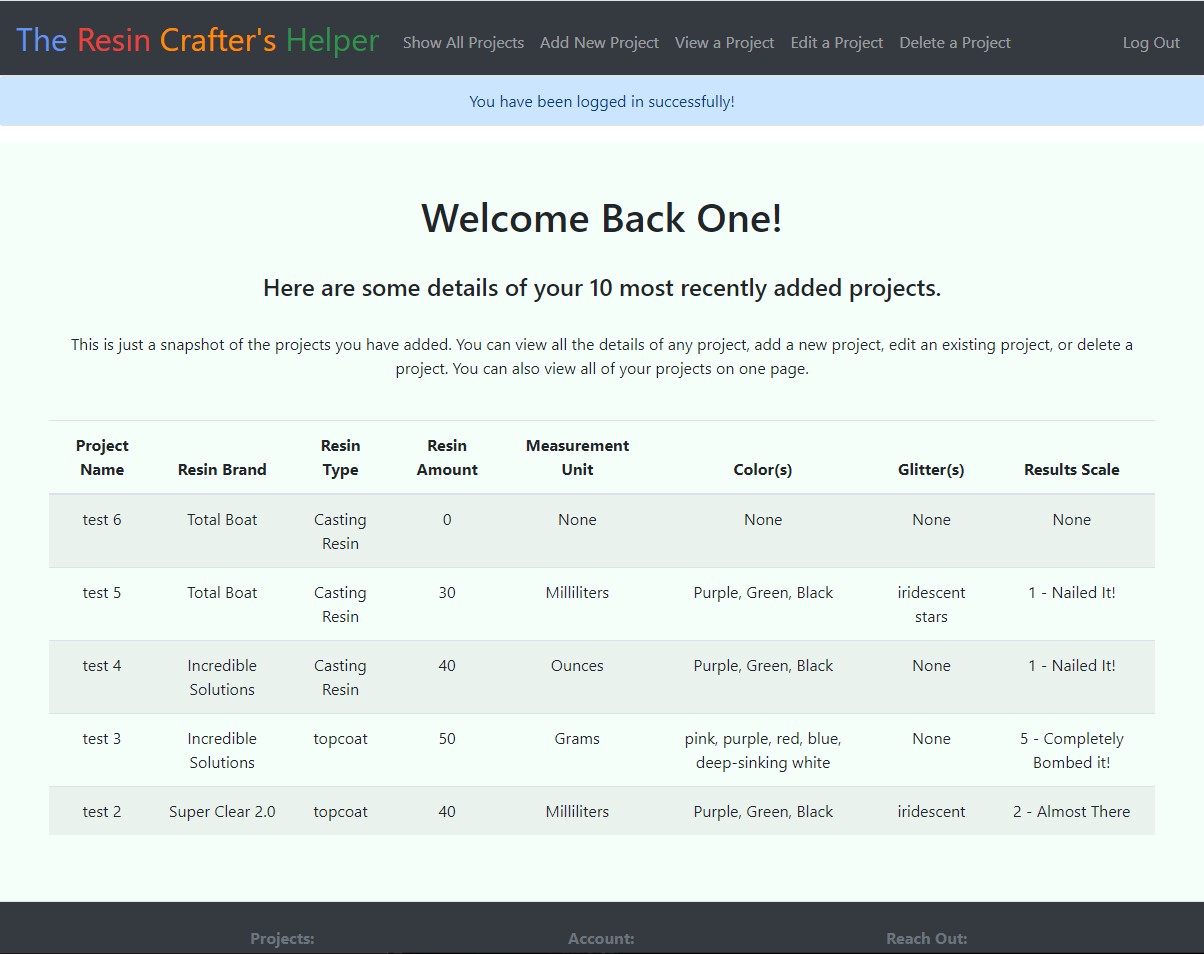 The Resin Crafter's Helper Show All Projects Add New Project View a Project Edit a Project Delete a Project Log Out
You have been logged in successfully!
Welcome Back One!
Here are some details of your 10 most recently added projects.
This is just a snapshot of the projects you have added. You can view all the details of any project, add a new project, edit an existing project, or delete a
project. You can also view all of your projects on one page.
Project Resin Resin Measurement
Name Resin Brand Type Amount Unit Color(s) Glitter(s) Results Scale
test 6 Total Boat Casting 0 None None None None
Resin
test 5 Total Boat Casting 30 Milliliters Purple, Green, Black iridescent 1 - Nailed It!
Resin stars
test 4 Incredible Casting 40 Ounces Purple, Green, Black None 1 - Nailed It!
Solutions Resin
test 3 Incredible topcoat 50 Grams pink, purple, red, blue, None 5 - Completely
Solutions deep-sinking white Bombed it!
test 2 Super Clear 2.0 topcoat 40 Milliliters Purple, Green, Black iridescent 2 - Almost There
Projects: Account: Reach Out: